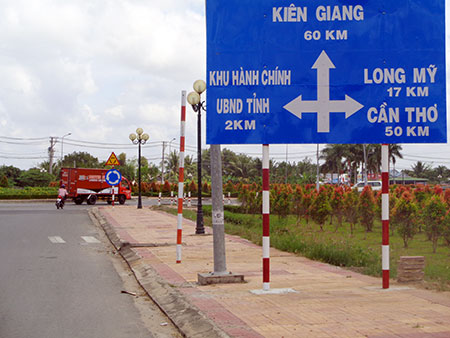 KIÊN GIANG
60 KM
KHU HÀNH CHÍNH
UBND TỈNH
2KM
LONG MỸ
17 KM
CẦN THƠ
50 KM